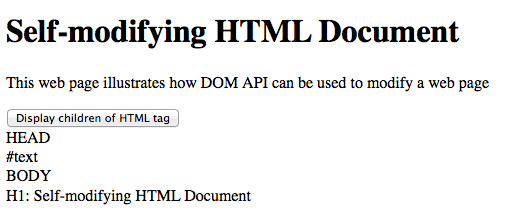 Self-modifying HTML Document
This web page illustrates how DOM API can be used to modify a web page
Display children of HTML tag
HEAD
#text
BODY
H1: Self-modifying HTML Document